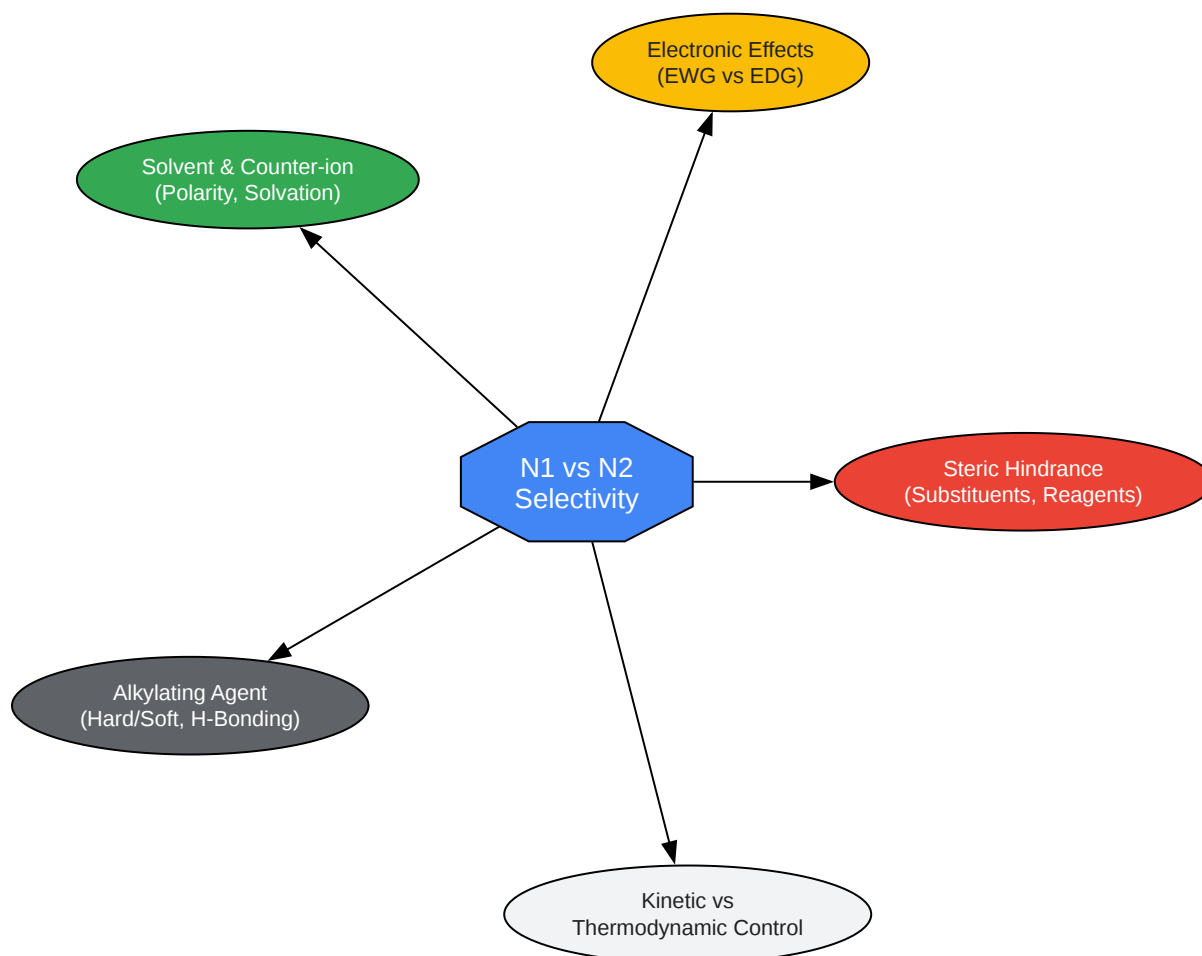 Electronic Effects
(EWG vs EDG)
Solvent & Counter-ion
(Polarity, Solvation)
N1 vs N2
Selectivity
Steric Hindrance
(Substituents, Reagents)
Alkylating Agent
(Hard/Soft, H-Bonding)
Kinetic vs
Thermodynamic Control